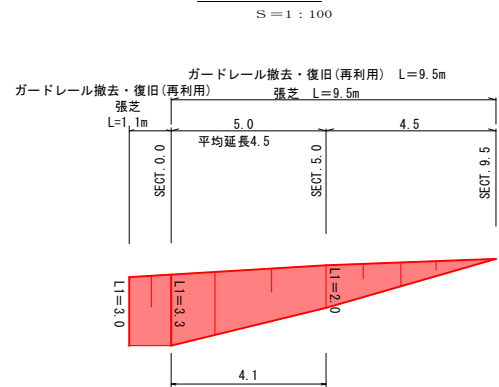 S=1:100
ガードレール撤去・復旧(再利用) L=9.5m
ガードレール撤去・復旧(再利用)
張芝 L=9.5m
張芝
L=1.1m
5.0
4.5
平均延長4.5
SECT.0.0
SECT.5.0
SECT.9.5
L1=3.0
L1=3.3
L1=2.0
4.1